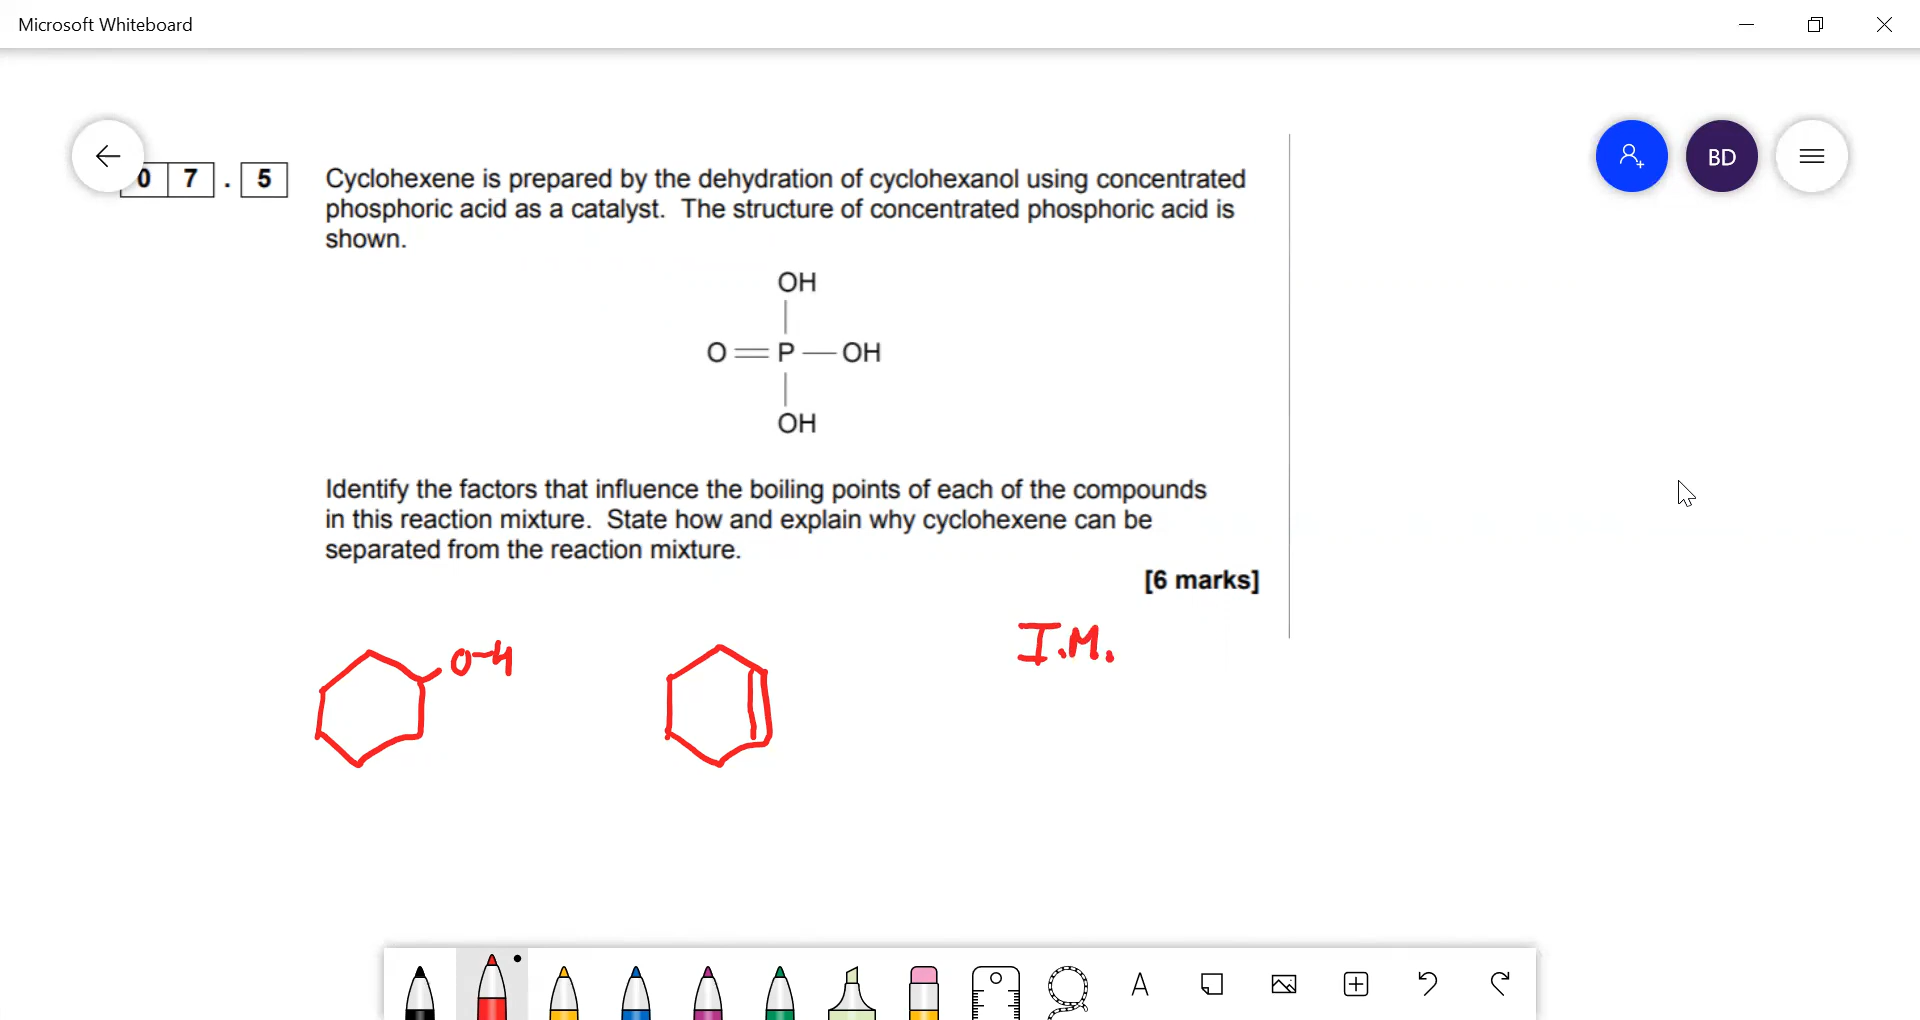 Microsoft Whiteboard
0 7 . 5
Cyclohexene is prepared by the dehydration of cyclohexanol using concentrated
phosphoric acid as a catalyst. The structure of concentrated phosphoric acid is
shown.
OH
O=P—OH
OH
Identify the factors that influence the boiling points of each of the compounds
in this reaction mixture. State how and explain why cyclohexene can be
separated from the reaction mixture.
[6 marks]
O-H
I.M.
BD
A